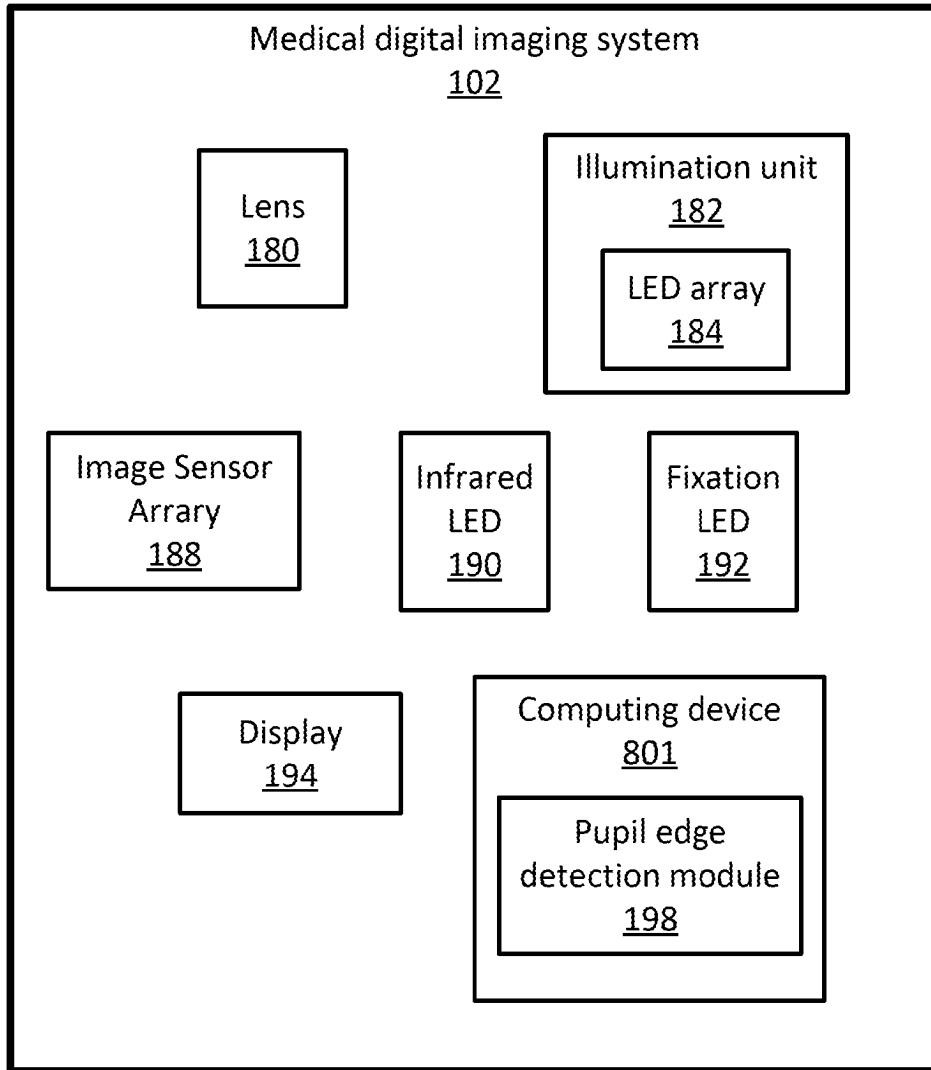 Medical digital imaging system
102
Lens
180
Illumination unit
182
LED array
184
Image Sensor
Arrary
188
Infrared
LED
190
Fixation
LED
192
Display
194
Computing device
801
Pupil edge
detection module
198